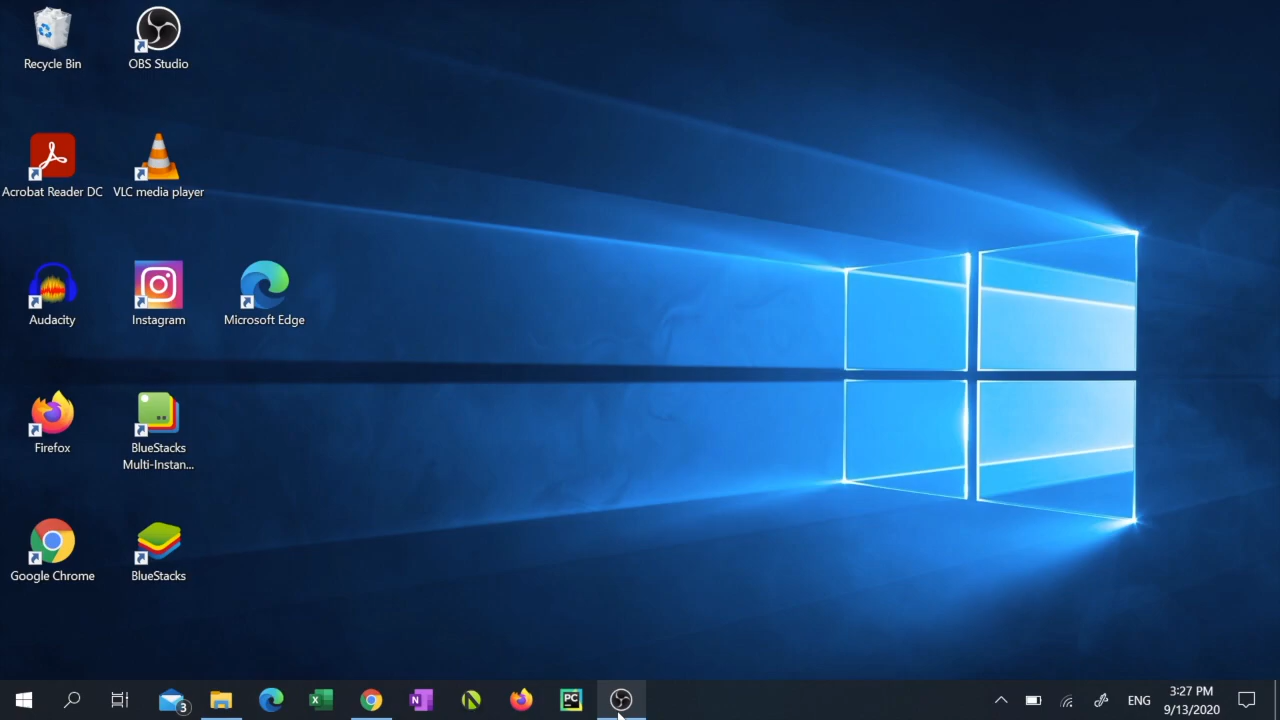 Recycle Bin
OBS Studio
Acrobat Reader DC
VLC media player
Audacity
Instagram
Microsoft Edge
Firefox
BlueStacks
Multi-Instan...
Google Chrome
BlueStacks
3
X
N
PC
ENG
3:27 PM
9/13/2020